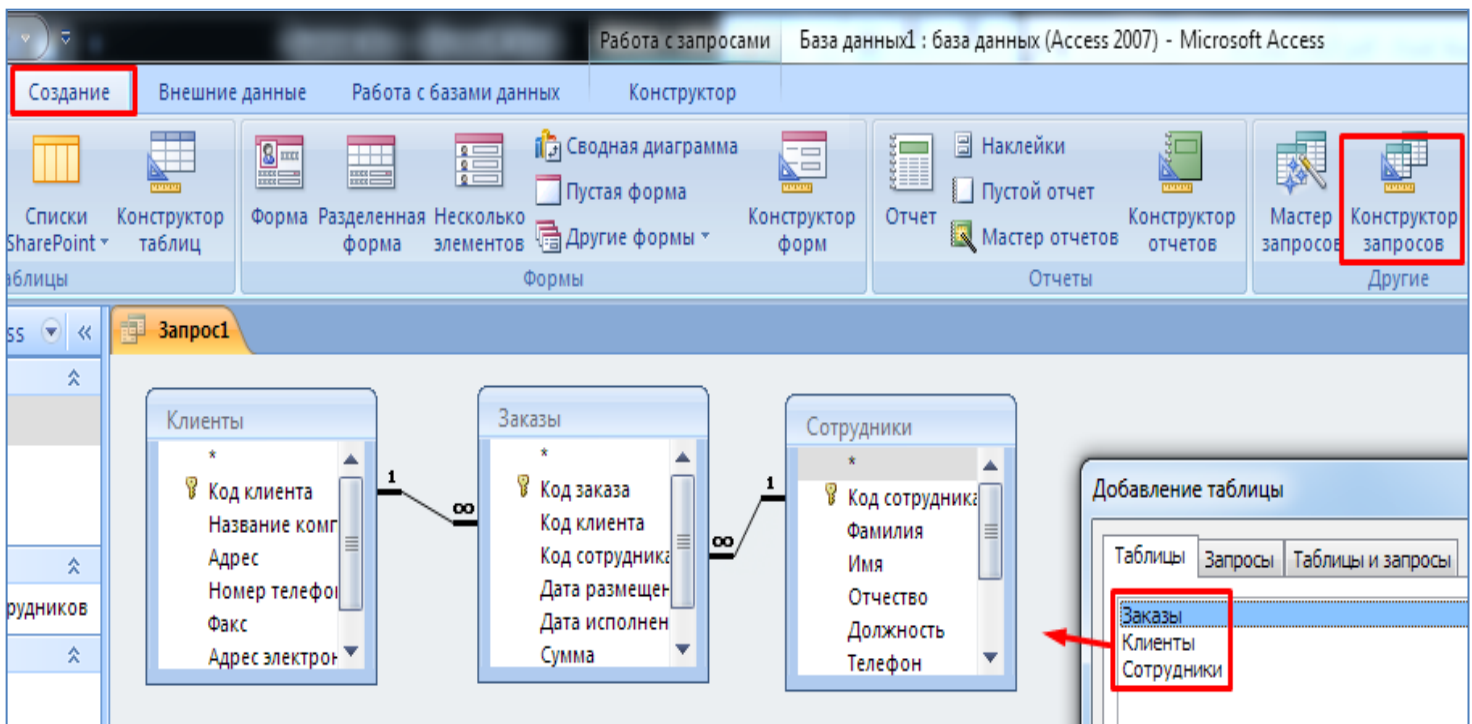 Работа с запросами База данных1 : база данных (Access 2007) - Microsoft Access
Создание Внешние данные Работа с базами данных Конструктор
Списки SharePoint
Конструктор таблиц
Форма
Разделенная форма
Несколько элементов
Сводная диаграмма
Пустая форма
Другие формы
Конструктор форм
Отчет
Наклейки
Пустой отчет
Мастер отчетов
Конструктор отчетов
Мастер запросов
Конструктор запросов
аблицы Формы Отчеты Другие
ss «
Запрос1
рудников
Клиенты
*
Код клиента
Название комп
Адрес
Номер телефон
Факс
Адрес электрон
1
∞
Заказы
*
Код заказа
Код клиента
Код сотрудника
Дата размещен
Дата исполнен
Сумма
∞
1
Сотрудники
*
Код сотрудника
Фамилия
Имя
Отчество
Должность
Телефон
Добавление таблицы
Таблицы Запросы Таблицы и запросы
Заказы
Клиенты
Сотрудники